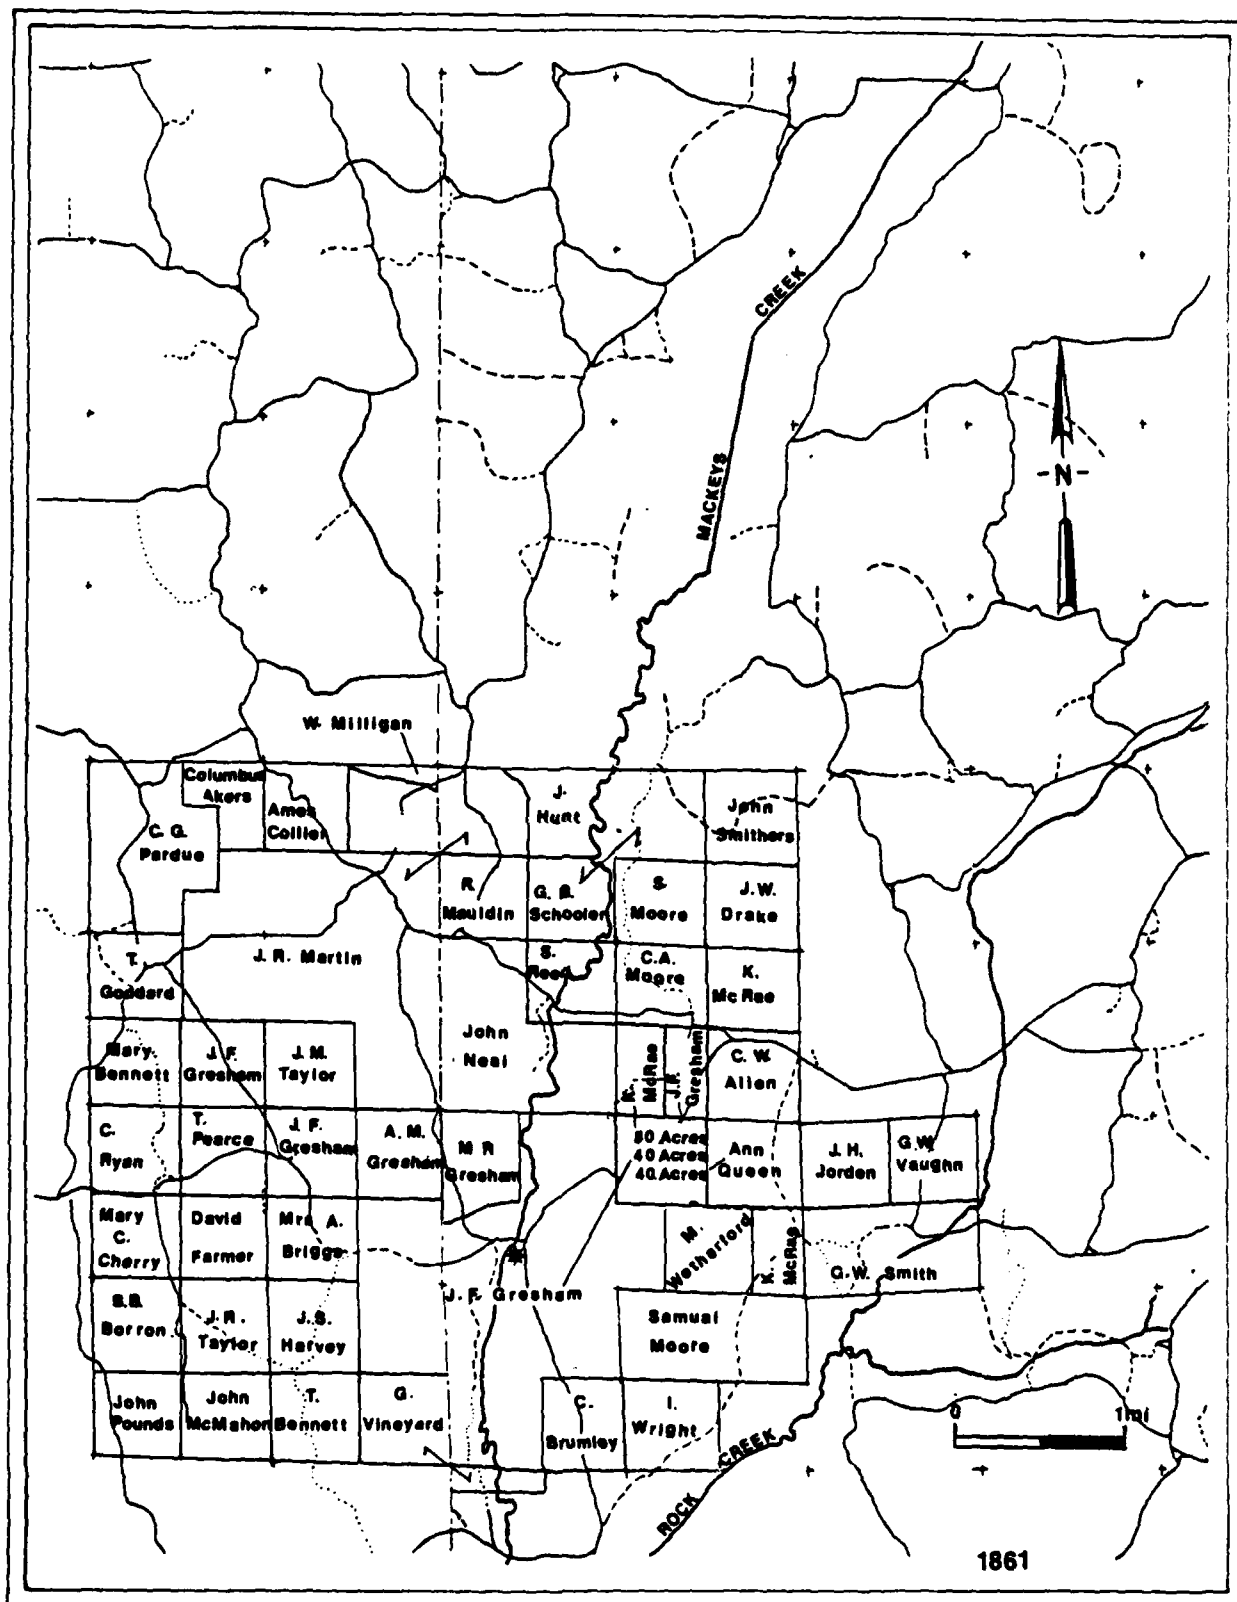 CREEK
MACKEYS
-N-
W. Milligan
Columbus
Akers
Ames
Collier
C. G.
Pardue
J.
Hunt
John
Smithers
R.
Mauldin
G. B.
Schooler
S.
Moore
J.W.
Drake
T.
Goddard
J. R. Martin
S.
Reed
C.A.
Moore
K.
McRae
Mary
Bennett
J. F.
Gresham
J. M.
Taylor
John
Neal
K.
McRae
J.F.
Gresham
C. W.
Allen
C.
Ryan
T.
Pearce
J. F.
Gresham
A. M.
Gresham
M R
Gresham
80 Acres
40 Acres
40 Acres
Ann
Queen
J. H.
Jorden
G.W.
Vaughn
Mary
C.
Cherry
David
Farmer
Mrs A.
Briggs
M.
Wetherford
K.
McRae
G.W. Smith
J. F. Gresham
S.B.
Borron
J.R.
Taylor
J.S.
Harvey
Samual
Moore
John
Pounds
John
McMahon
T.
Bennett
G.
Vineyard
C.
Brumley
I.
Wright
0 1mi
ROCK CREEK
1861